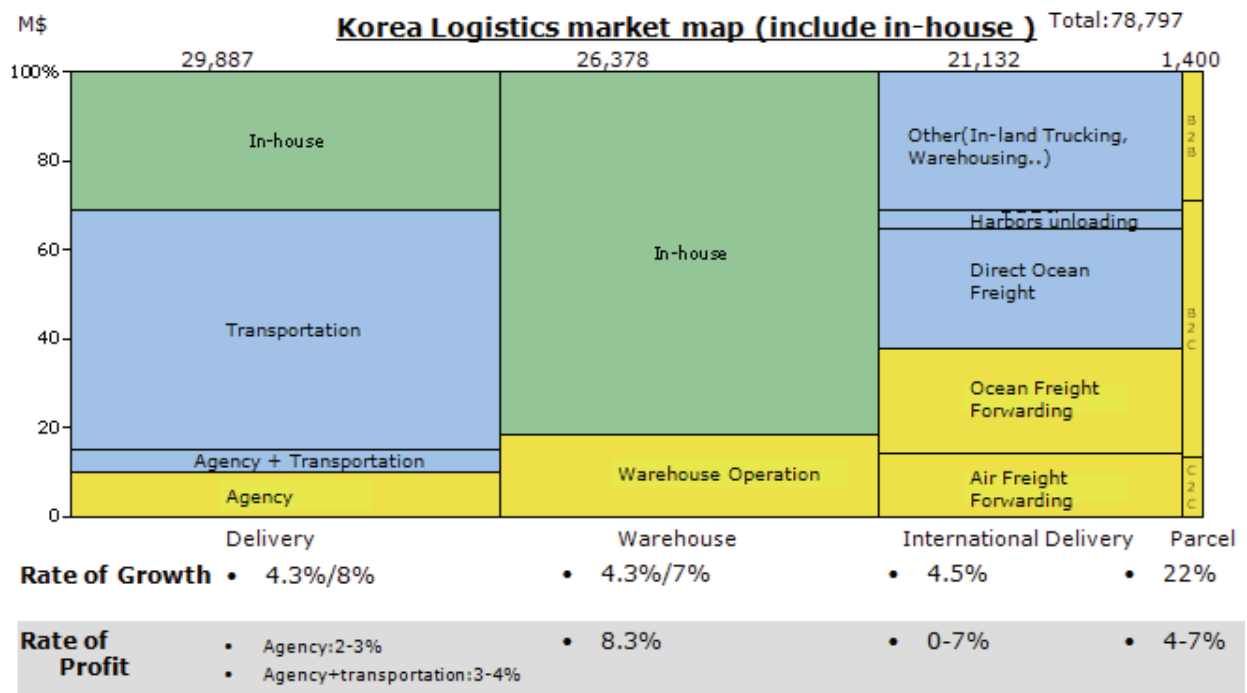 M$
Korea Logistics market map (include in-house )
Total:78,797
29,887
26,378
21,132
1,400
100%
80
60
40
20
0
In-house
Transportation
Agency + Transportation
Agency
In-house
Warehouse Operation
Other(In-land Trucking,
Warehousing..)
Harbors unloading
Direct Ocean
Freight
Ocean Freight
Forwarding
Air Freight
Forwarding
B
2
B
B
2
C
C
2
C
Delivery
Warehouse
International Delivery
Parcel
Rate of Growth • 4.3%/8% • 4.3%/7% • 4.5% • 22%
Rate of
Profit
• Agency:2-3%
• Agency+transportation:3-4%
• 8.3%
• 0-7%
• 4-7%